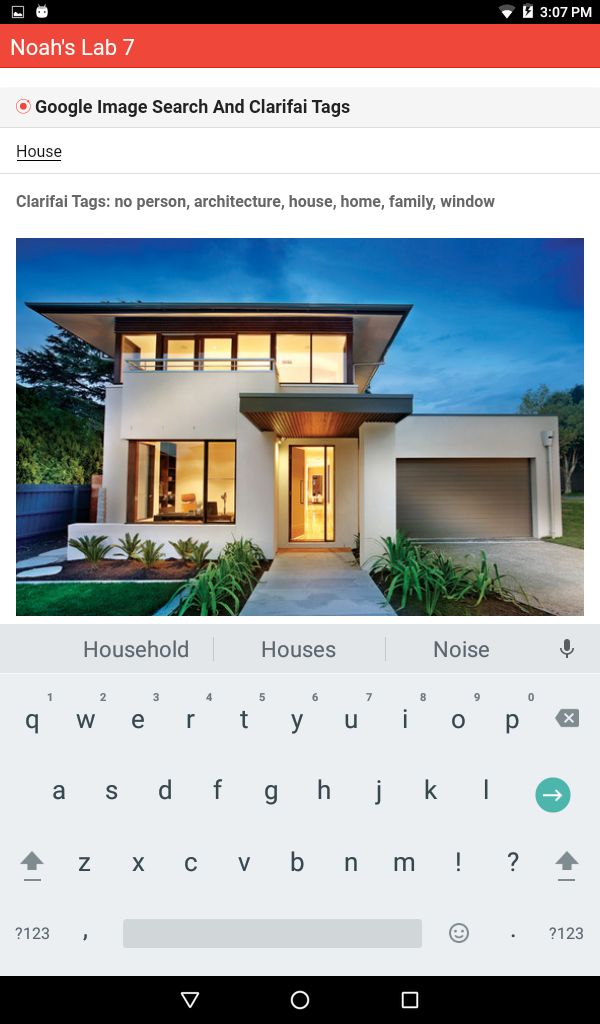 3:07 PM
Noah's Lab 7
Google Image Search And Clarifai Tags
House
Clarifai Tags: no person, architecture, house, home, family, window
Household Houses Noise
1 2 3 4 5 6 7 8 9 0
q w e r t y u i o p
a s d f g h j k l
z x c v b n m ! ?
?123 , . ?123